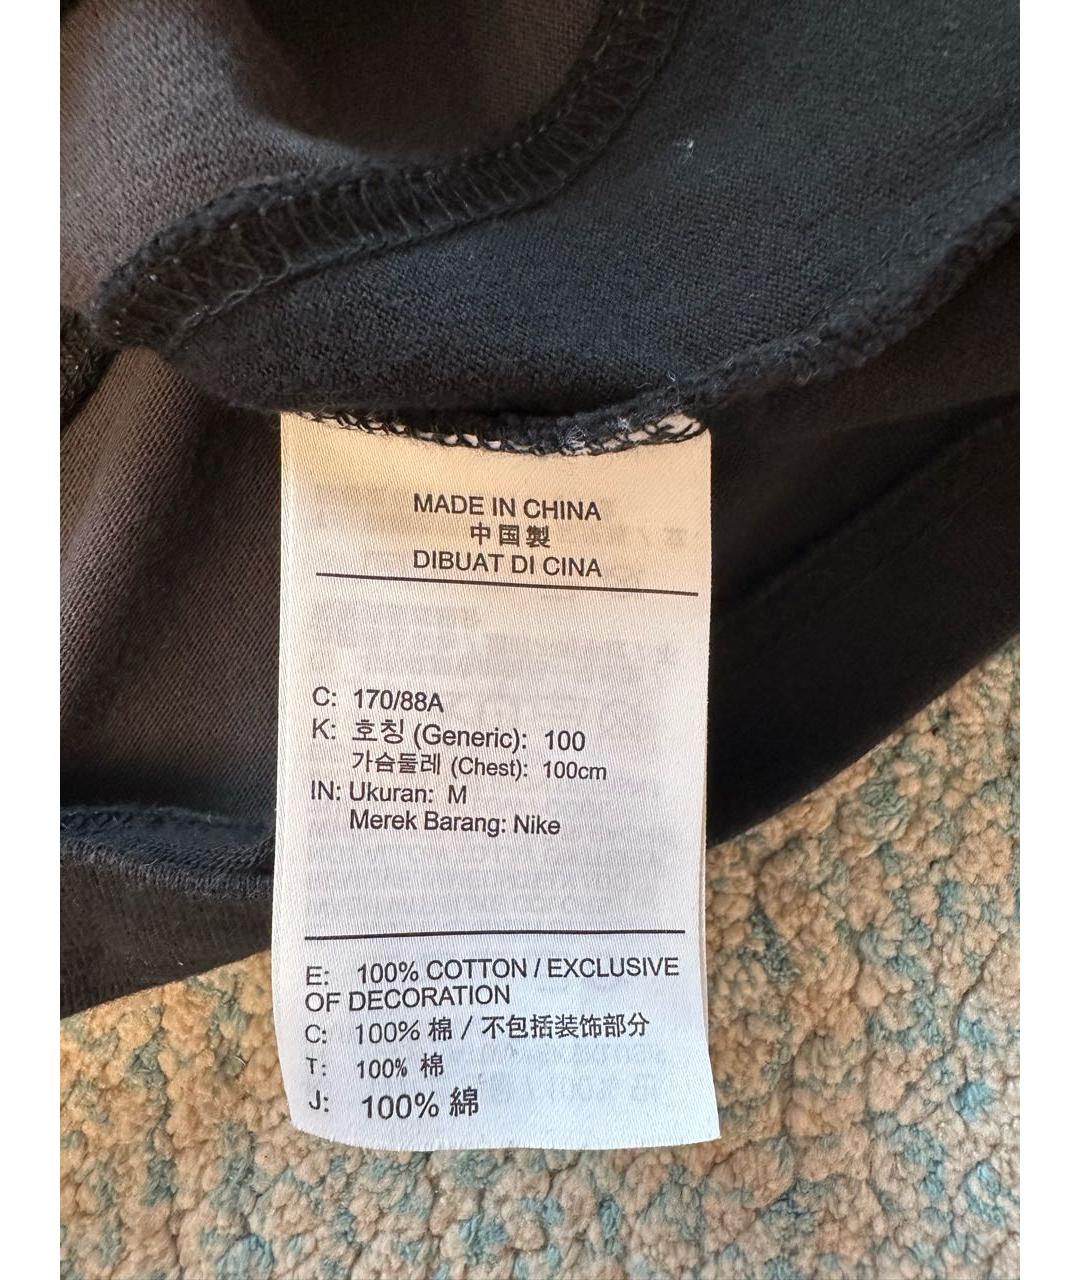 MADE IN CHINA
中国製
DIBUAT DI CINA
C: 170/88A
K: 호칭 (Generic): 100
가슴둘레 (Chest): 100cm
IN: Ukuran: M
Merek Barang: Nike
E: 100% COTTON / EXCLUSIVE
OF DECORATION
C: 100% 棉 / 不包括装饰部分
T: 100% 棉
J: 100% 綿